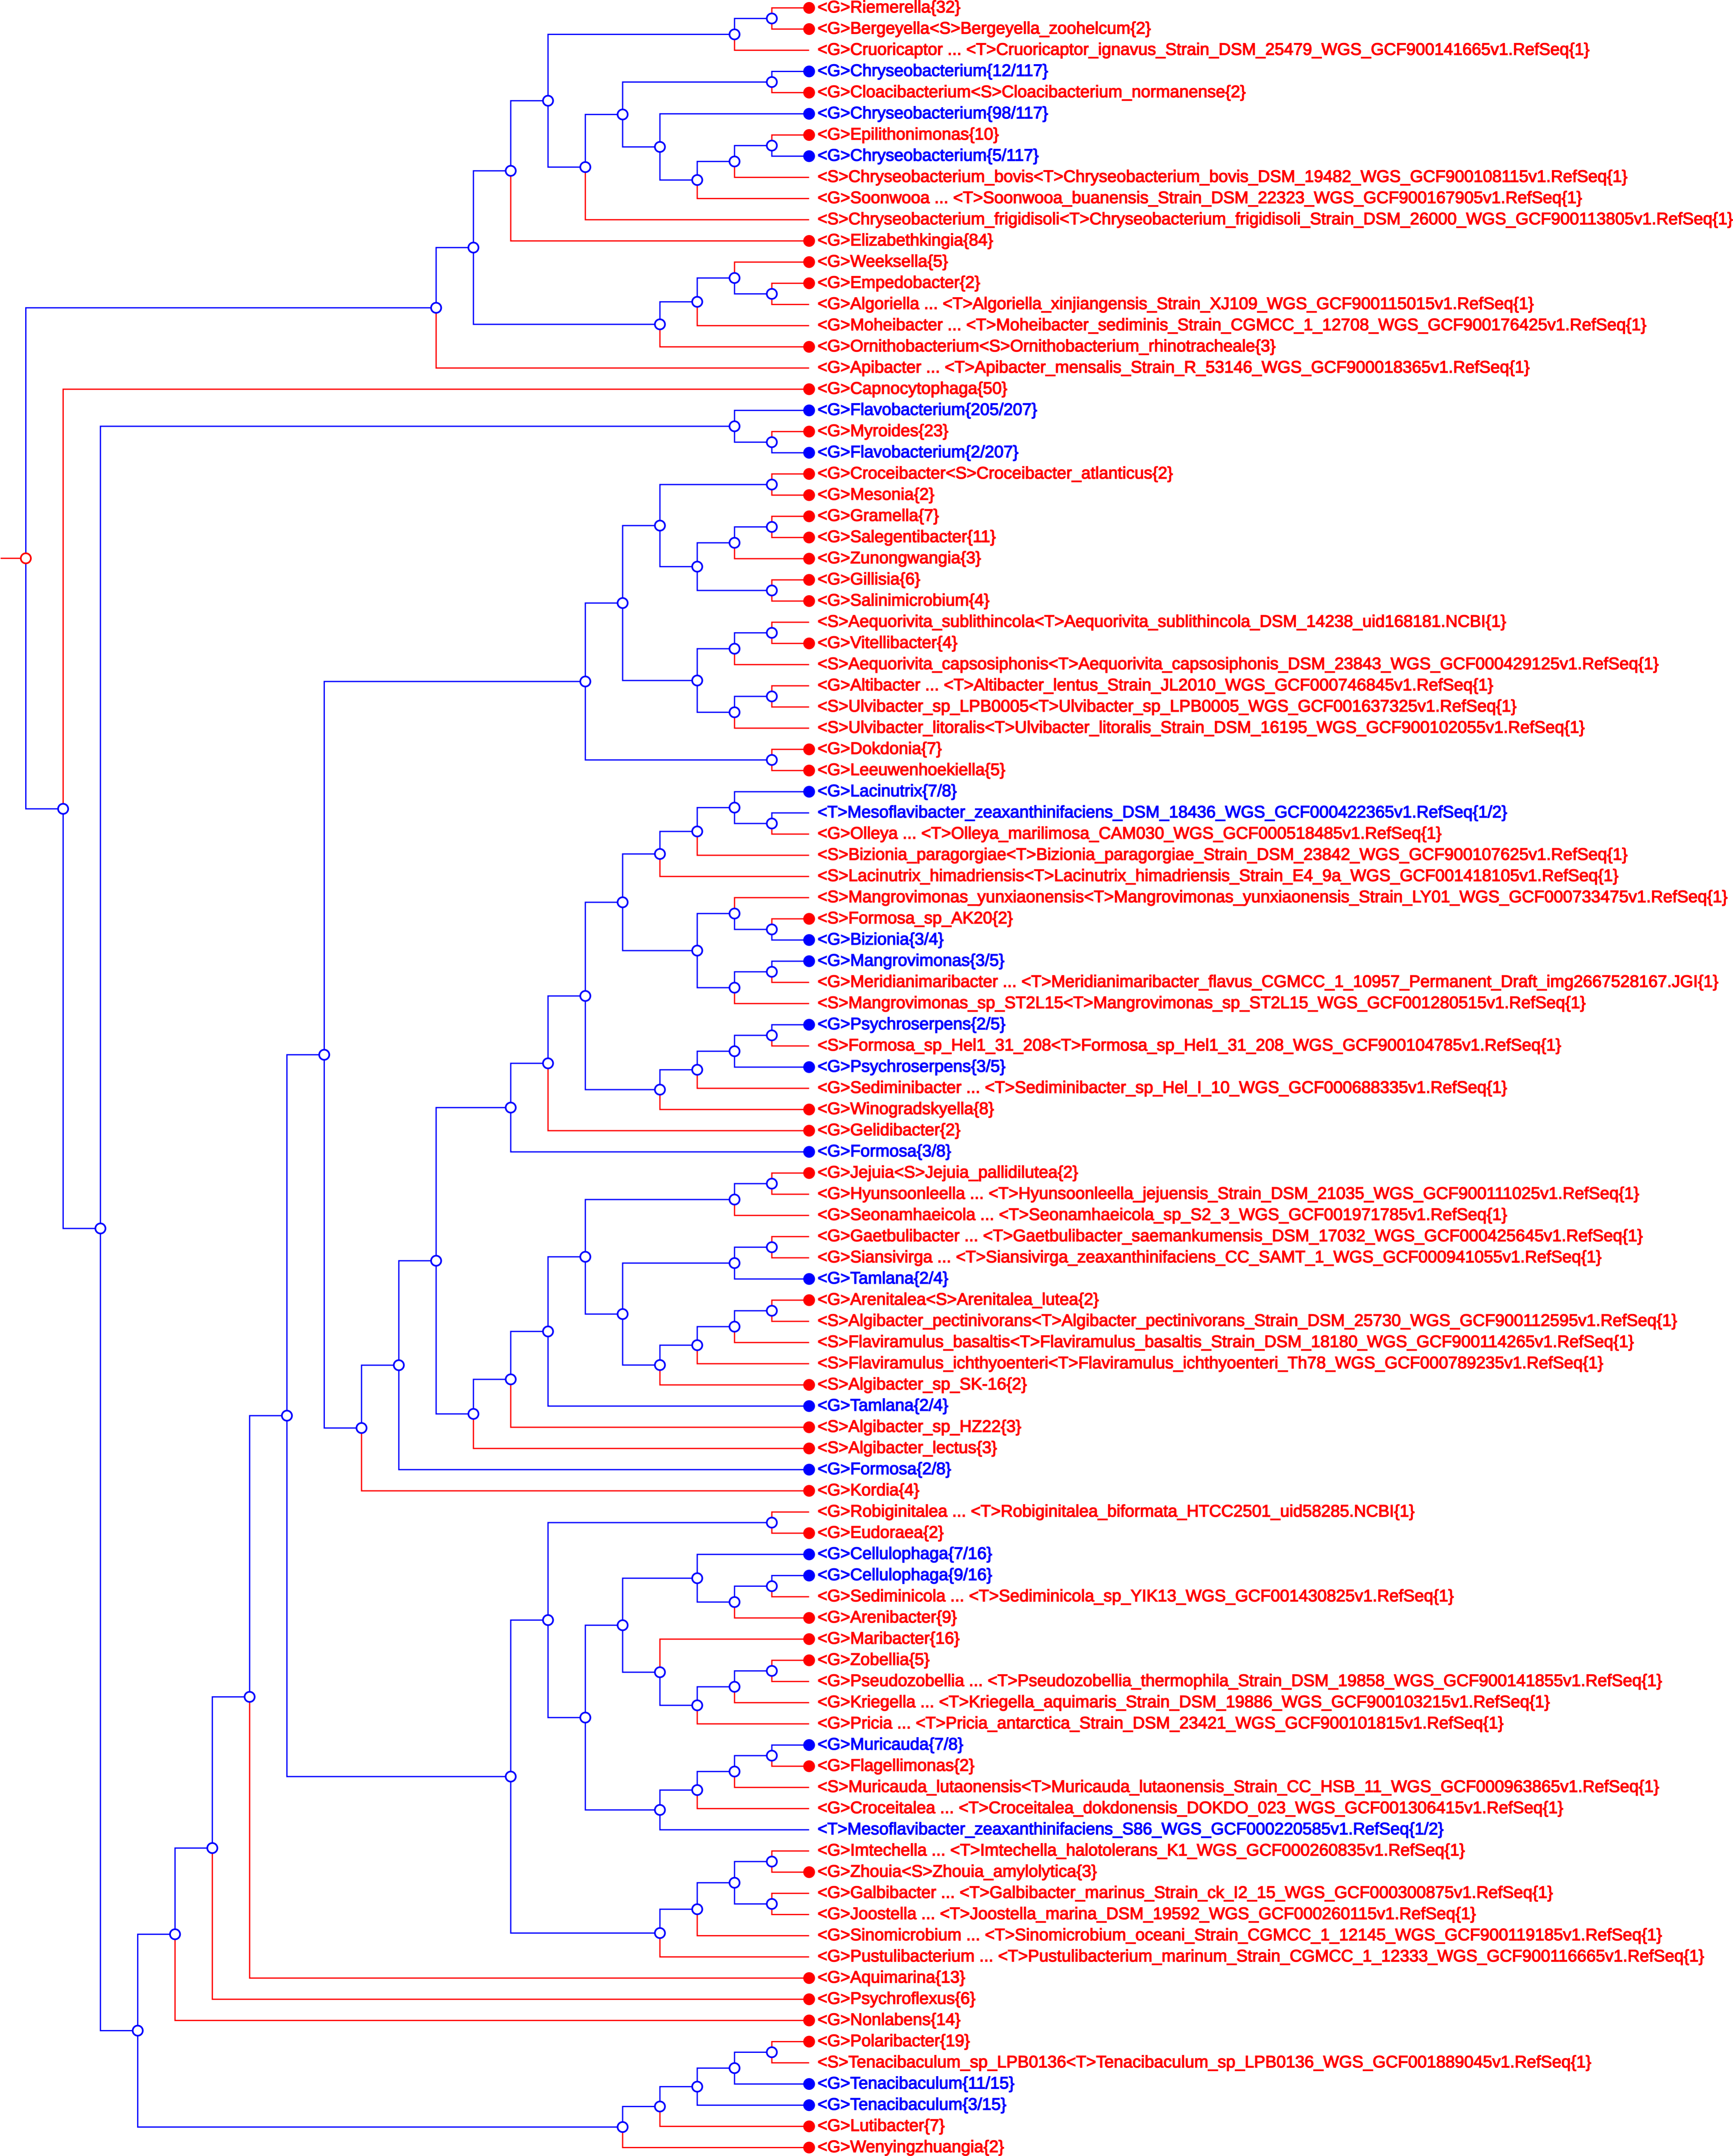 <G>Riemerella{32}
<G>Bergeyella<S>Bergeyella_zoohelcum{2}
<G>Cruoricaptor ... <T>Cruoricaptor_ignavus_Strain_DSM_25479_WGS_GCF900141665v1.RefSeq{1}
<G>Chryseobacterium{12/117}
<G>Cloacibacterium<S>Cloacibacterium_normanense{2}
<G>Chryseobacterium{98/117}
<G>Epilithonimonas{10}
<G>Chryseobacterium{5/117}
<S>Chryseobacterium_bovis<T>Chryseobacterium_bovis_DSM_19482_WGS_GCF900108115v1.RefSeq{1}
<G>Soonwooa ... <T>Soonwooa_buanensis_Strain_DSM_22323_WGS_GCF900167905v1.RefSeq{1}
<S>Chryseobacterium_frigidisoli<T>Chryseobacterium_frigidisoli_Strain_DSM_26000_WGS_GCF900113805v1.RefSeq{1}
<G>Elizabethkingia{84}
<G>Weeksella{5}
<G>Empedobacter{2}
<G>Algoriella ... <T>Algoriella_xinjiangensis_Strain_XJ109_WGS_GCF900115015v1.RefSeq{1}
<G>Moheibacter ... <T>Moheibacter_sediminis_Strain_CGMCC_1_12708_WGS_GCF900176425v1.RefSeq{1}
<G>Ornithobacterium<S>Ornithobacterium_rhinotracheale{3}
<G>Apibacter ... <T>Apibacter_mensalis_Strain_R_53146_WGS_GCF900018365v1.RefSeq{1}
<G>Capnocytophaga{50}
<G>Flavobacterium{205/207}
<G>Myroides{23}
<G>Flavobacterium{2/207}
<G>Croceibacter<S>Croceibacter_atlanticus{2}
<G>Mesonia{2}
<G>Gramella{7}
<G>Salegentibacter{11}
<G>Zunongwangia{3}
<G>Gillisia{6}
<G>Salinimicrobium{4}
<S>Aequorivita_sublithincola<T>Aequorivita_sublithincola_DSM_14238_uid168181.NCBI{1}
<G>Vitellibacter{4}
<S>Aequorivita_capsosiphonis<T>Aequorivita_capsosiphonis_DSM_23843_WGS_GCF000429125v1.RefSeq{1}
<G>Altibacter ... <T>Altibacter_lentus_Strain_JL2010_WGS_GCF000746845v1.RefSeq{1}
<S>Ulvibacter_sp_LPB0005<T>Ulvibacter_sp_LPB0005_WGS_GCF001637325v1.RefSeq{1}
<S>Ulvibacter_litoralis<T>Ulvibacter_litoralis_Strain_DSM_16195_WGS_GCF900102055v1.RefSeq{1}
<G>Dokdonia{7}
<G>Leeuwenhoekiella{5}
<G>Lacinutrix{7/8}
<T>Mesoflavibacter_zeaxanthinifaciens_DSM_18436_WGS_GCF000422365v1.RefSeq{1/2}
<G>Olleya ... <T>Olleya_marilimosa_CAM030_WGS_GCF000518485v1.RefSeq{1}
<S>Bizionia_paragorgiae<T>Bizionia_paragorgiae_Strain_DSM_23842_WGS_GCF900107625v1.RefSeq{1}
<S>Lacinutrix_himadriensis<T>Lacinutrix_himadriensis_Strain_E4_9a_WGS_GCF001418105v1.RefSeq{1}
<S>Mangrovimonas_yunxiaonensis<T>Mangrovimonas_yunxiaonensis_Strain_LY01_WGS_GCF000733475v1.RefSeq{1}
<S>Formosa_sp_AK20{2}
<G>Bizionia{3/4}
<G>Mangrovimonas{3/5}
<G>Meridianimaribacter ... <T>Meridianimaribacter_flavus_CGMCC_1_10957_Permanent_Draft_img2667528167.JGI{1}
<S>Mangrovimonas_sp_ST2L15<T>Mangrovimonas_sp_ST2L15_WGS_GCF001280515v1.RefSeq{1}
<G>Psychroserpens{2/5}
<S>Formosa_sp_Hel1_31_208<T>Formosa_sp_Hel1_31_208_WGS_GCF900104785v1.RefSeq{1}
<G>Psychroserpens{3/5}
<G>Sediminibacter ... <T>Sediminibacter_sp_Hel_I_10_WGS_GCF000688335v1.RefSeq{1}
<G>Winogradskyella{8}
<G>Gelidibacter{2}
<G>Formosa{3/8}
<G>Jejuia<S>Jejuia_pallidilutea{2}
<G>Hyunsoonleella ... <T>Hyunsoonleella_jejuensis_Strain_DSM_21035_WGS_GCF900111025v1.RefSeq{1}
<G>Seonamhaeicola ... <T>Seonamhaeicola_sp_S2_3_WGS_GCF001971785v1.RefSeq{1}
<G>Gaetbulibacter ... <T>Gaetbulibacter_saemankumensis_DSM_17032_WGS_GCF000425645v1.RefSeq{1}
<G>Siansivirga ... <T>Siansivirga_zeaxanthinifaciens_CC_SAMT_1_WGS_GCF000941055v1.RefSeq{1}
<G>Tamlana{2/4}
<G>Arenitalea<S>Arenitalea_lutea{2}
<S>Algibacter_pectinivorans<T>Algibacter_pectinivorans_Strain_DSM_25730_WGS_GCF900112595v1.RefSeq{1}
<S>Flaviramulus_basaltis<T>Flaviramulus_basaltis_Strain_DSM_18180_WGS_GCF900114265v1.RefSeq{1}
<S>Flaviramulus_ichthyoenteri<T>Flaviramulus_ichthyoenteri_Th78_WGS_GCF000789235v1.RefSeq{1}
<S>Algibacter_sp_SK-16{2}
<G>Tamlana{2/4}
<S>Algibacter_sp_HZ22{3}
<S>Algibacter_lectus{3}
<G>Formosa{2/8}
<G>Kordia{4}
<G>Robiginitalea ... <T>Robiginitalea_biformata_HTCC2501_uid58285.NCBI{1}
<G>Eudoraea{2}
<G>Cellulophaga{7/16}
<G>Cellulophaga{9/16}
<G>Sediminicola ... <T>Sediminicola_sp_YIK13_WGS_GCF001430825v1.RefSeq{1}
<G>Arenibacter{9}
<G>Maribacter{16}
<G>Zobellia{5}
<G>Pseudozobellia ... <T>Pseudozobellia_thermophila_Strain_DSM_19858_WGS_GCF900141855v1.RefSeq{1}
<G>Kriegella ... <T>Kriegella_aquimaris_Strain_DSM_19886_WGS_GCF900103215v1.RefSeq{1}
<G>Pricia ... <T>Pricia_antarctica_Strain_DSM_23421_WGS_GCF900101815v1.RefSeq{1}
<G>Muricauda{7/8}
<G>Flagellimonas{2}
<S>Muricauda_lutaonensis<T>Muricauda_lutaonensis_Strain_CC_HSB_11_WGS_GCF000963865v1.RefSeq{1}
<G>Croceitalea ... <T>Croceitalea_dokdonensis_DOKDO_023_WGS_GCF001306415v1.RefSeq{1}
<T>Mesoflavibacter_zeaxanthinifaciens_S86_WGS_GCF000220585v1.RefSeq{1/2}
<G>Imtechella ... <T>Imtechella_halotolerans_K1_WGS_GCF000260835v1.RefSeq{1}
<G>Zhouia<S>Zhouia_amylolytica{3}
<G>Galbibacter ... <T>Galbibacter_marinus_Strain_ck_I2_15_WGS_GCF000300875v1.RefSeq{1}
<G>Joostella ... <T>Joostella_marina_DSM_19592_WGS_GCF000260115v1.RefSeq{1}
<G>Sinomicrobium ... <T>Sinomicrobium_oceani_Strain_CGMCC_1_12145_WGS_GCF900119185v1.RefSeq{1}
<G>Pustulibacterium ... <T>Pustulibacterium_marinum_Strain_CGMCC_1_12333_WGS_GCF900116665v1.RefSeq{1}
<G>Aquimarina{13}
<G>Psychroflexus{6}
<G>Nonlabens{14}
<G>Polaribacter{19}
<S>Tenacibaculum_sp_LPB0136<T>Tenacibaculum_sp_LPB0136_WGS_GCF001889045v1.RefSeq{1}
<G>Tenacibaculum{11/15}
<G>Tenacibaculum{3/15}
<G>Lutibacter{7}
<G>Wenyingzhuangia{2}